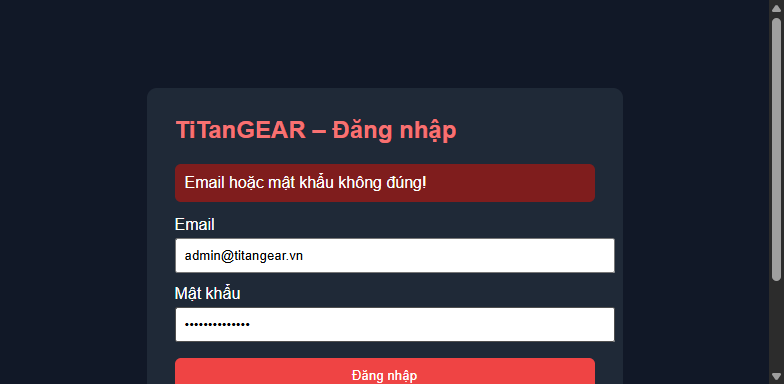 TiTanGEAR – Đăng nhập
Email hoặc mật khẩu không đúng!
Email
admin@titangear.vn
Mật khẩu
••••••••••••••
Đăng nhập